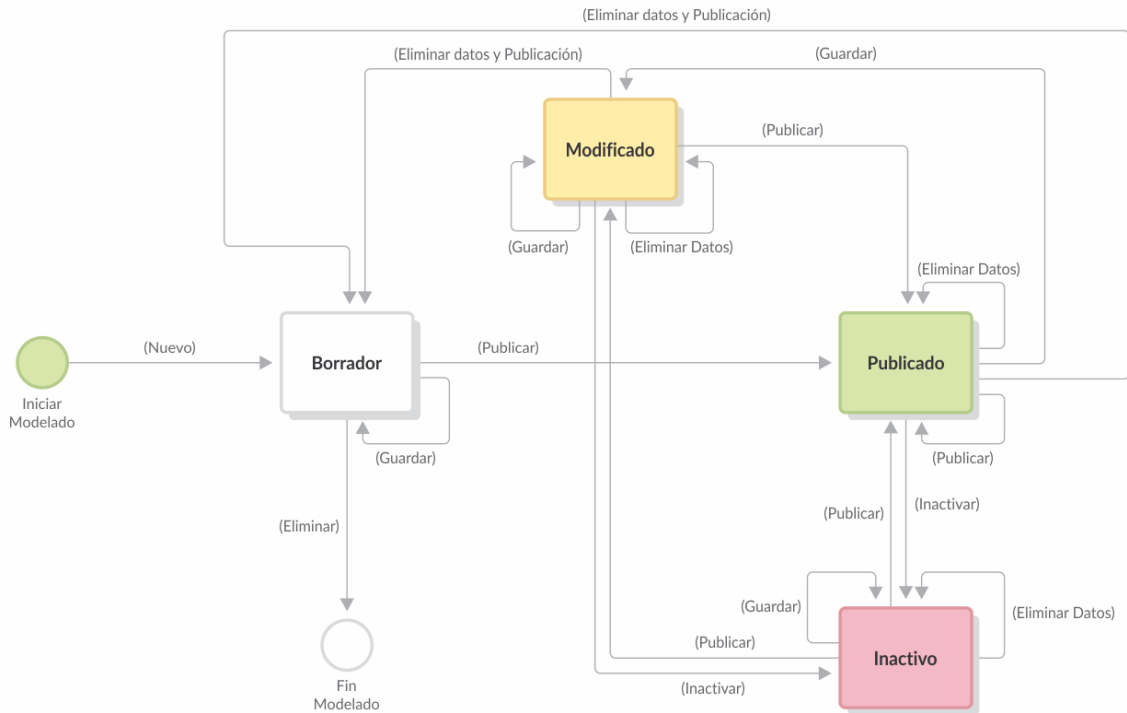 (Eliminar datos y Publicación)
(Eliminar datos y Publicación)
(Guardar)
Modificado
(Publicar)
(Guardar)
(Eliminar Datos)
(Eliminar Datos)
(Nuevo)
Borrador
(Publicar)
Publicado
Iniciar
Modelado
(Guardar)
(Publicar)
(Eliminar)
(Publicar)
(Inactivar)
(Guardar)
(Eliminar Datos)
(Publicar)
Inactivo
(Inactivar)
Fin
Modelado